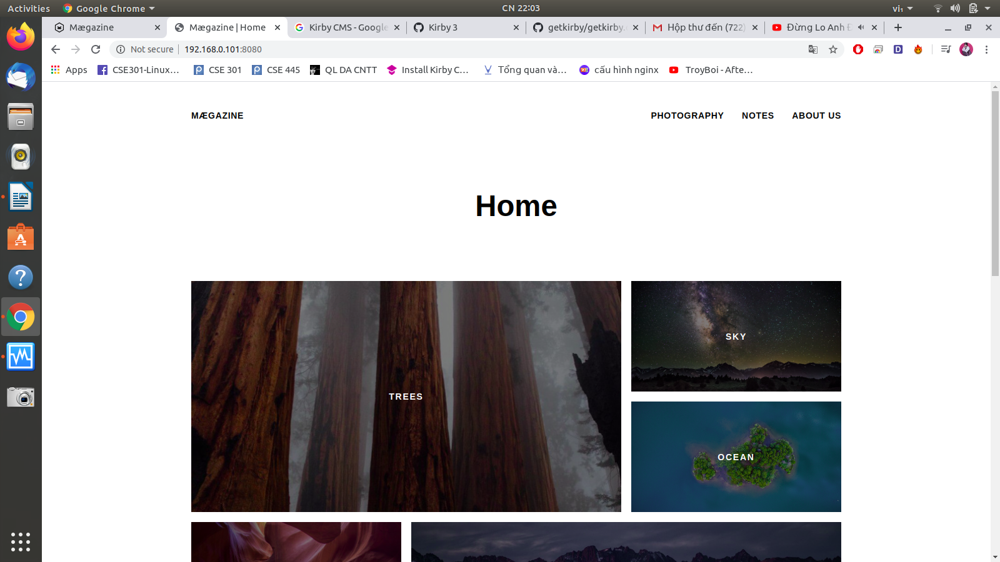 Activities
Google Chrome
CN 22:03
vi₁
Mægazine
Mægazine | Home
Kirby CMS - Google
Kirby 3
getkirby/getkirby.
Hộp thư đến (722)
Đừng Lo Anh
Not secure
192.168.0.101:8080
Apps
CSE301-Linux...
CSE 301
CSE 445
QL DA CNTT
Install Kirby C...
Tổng quan và...
cấu hình nginx
TroyBoi - Afte...
MÆGAZINE
PHOTOGRAPHY
NOTES
ABOUT US
Home
TREES
SKY
OCEAN